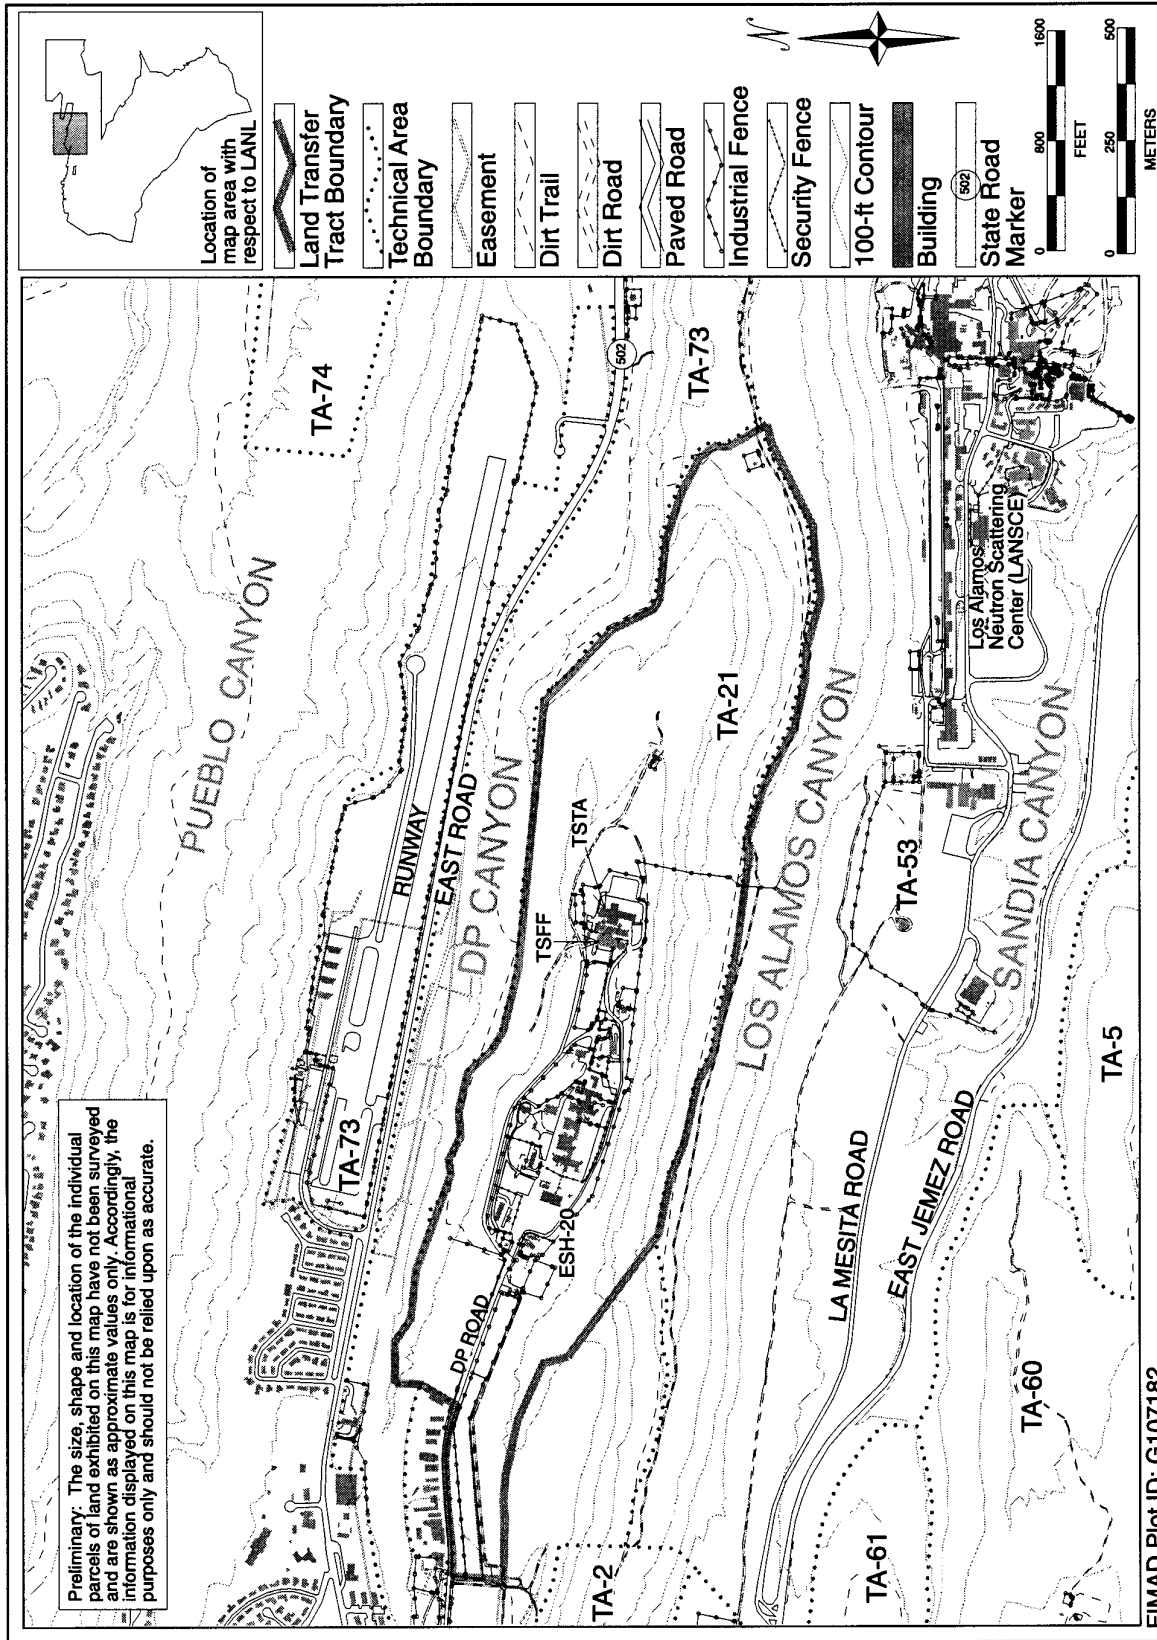 Preliminary: The size, shape and location of the individual
parcels of land exhibited on this map have not been surveyed
and are shown as approximate values only. Accordingly, the
information displayed on this map is for informational
purposes only and should not be relied upon as accurate.
PUEBLO CANYON
TA-74
TA-73
RUNWAY
EAST ROAD
502
DP CANYON
TA-73
DP ROAD
ESH-20
TSFF
TSTA
TA-21
TA-2
LOS ALAMOS CANYON
LA MESITA ROAD
EAST JEMEZ ROAD
TA-53
Los Alamos
Neutron Scattering
Center (LANSCE)
SANDIA CANYON
TA-61
TA-60
TA-5
Location of
map area with
respect to LANL
Land Transfer
Tract Boundary
Technical Area
Boundary
Easement
Dirt Trail
Dirt Road
Paved Road
Industrial Fence
Security Fence
100-ft Contour
Building
502
State Road
Marker
N
0 800 1600
FEET
0 250 500
METERS
FIMAD Plot ID: G107182